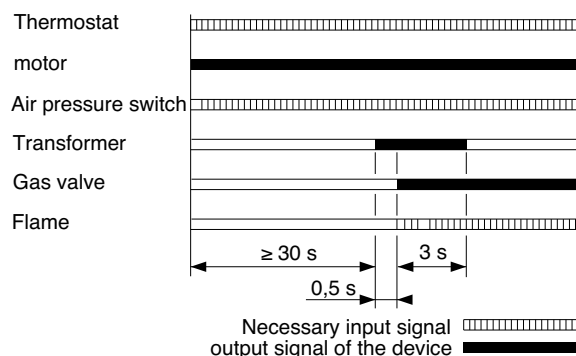 Thermostat
motor
Air pressure switch
Transformer
Gas valve
Flame
≥ 30 s
3 s
0,5 s
Necessary input signal
output signal of the device